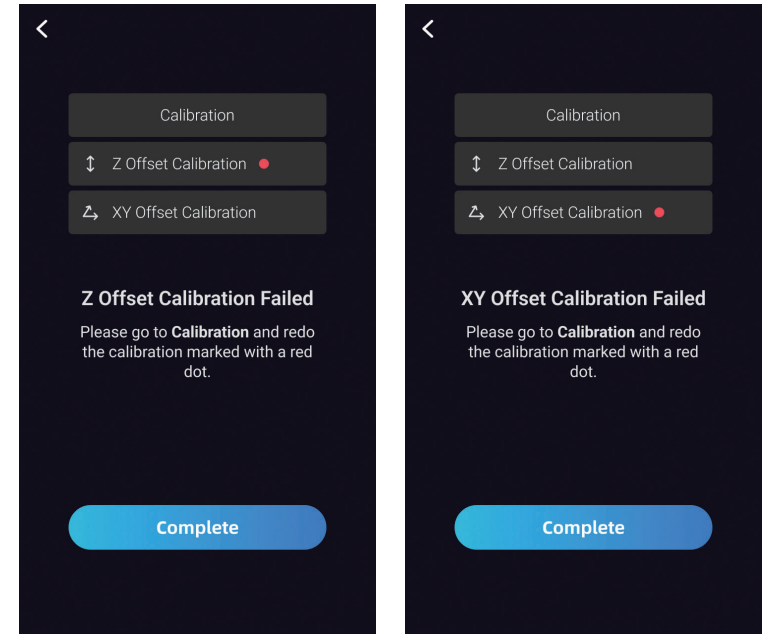 Calibration
Z Offset Calibration
XY Offset Calibration
Z Offset Calibration Failed
Please go to Calibration and redo
the calibration marked with a red
dot.
Complete
Calibration
Z Offset Calibration
XY Offset Calibration
XY Offset Calibration Failed
Please go to Calibration and redo
the calibration marked with a red
dot.
Complete